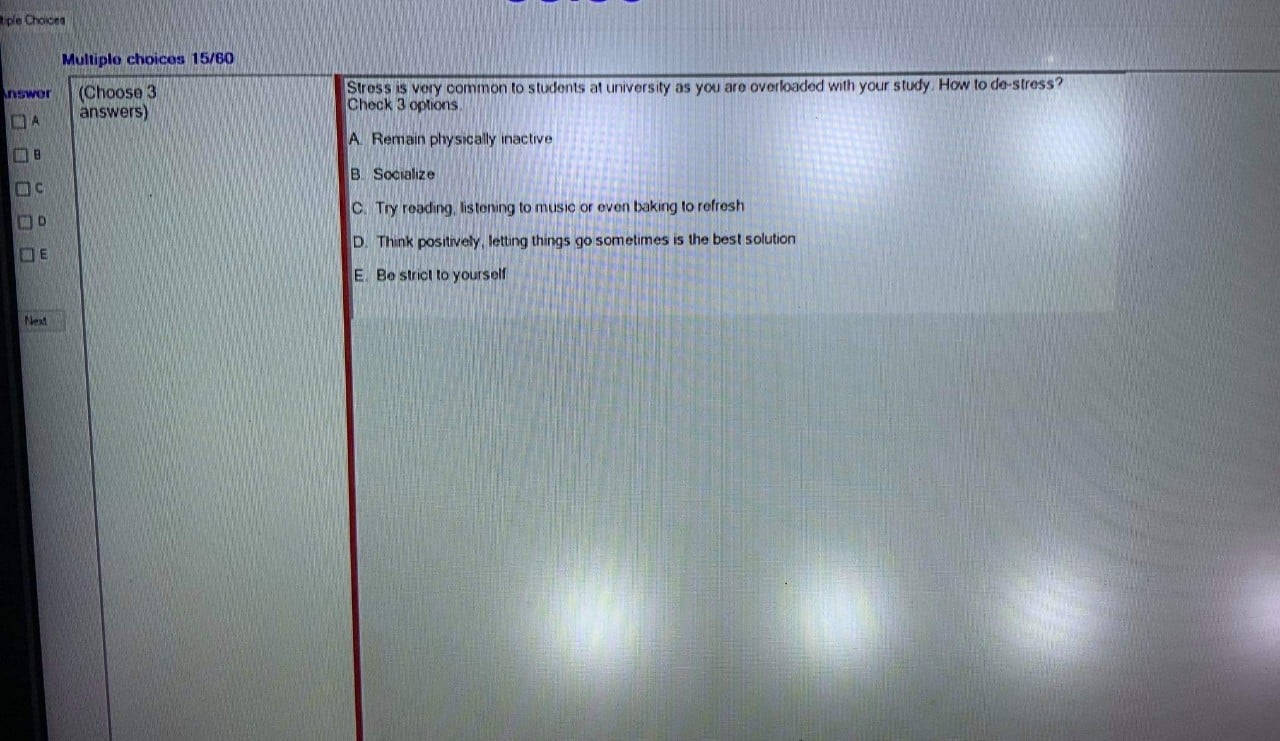 Multiple choices 15/60
Answer
A
B
C
D
E
Next
(Choose 3
answers)
Stress is very common to students at university as you are overloaded with your study. How to de-stress?
Check 3 options.
A. Remain physically inactive
B. Socialize
C. Try reading, listening to music or even baking to refresh
D. Think positively, letting things go sometimes is the best solution
E. Be strict to yourself